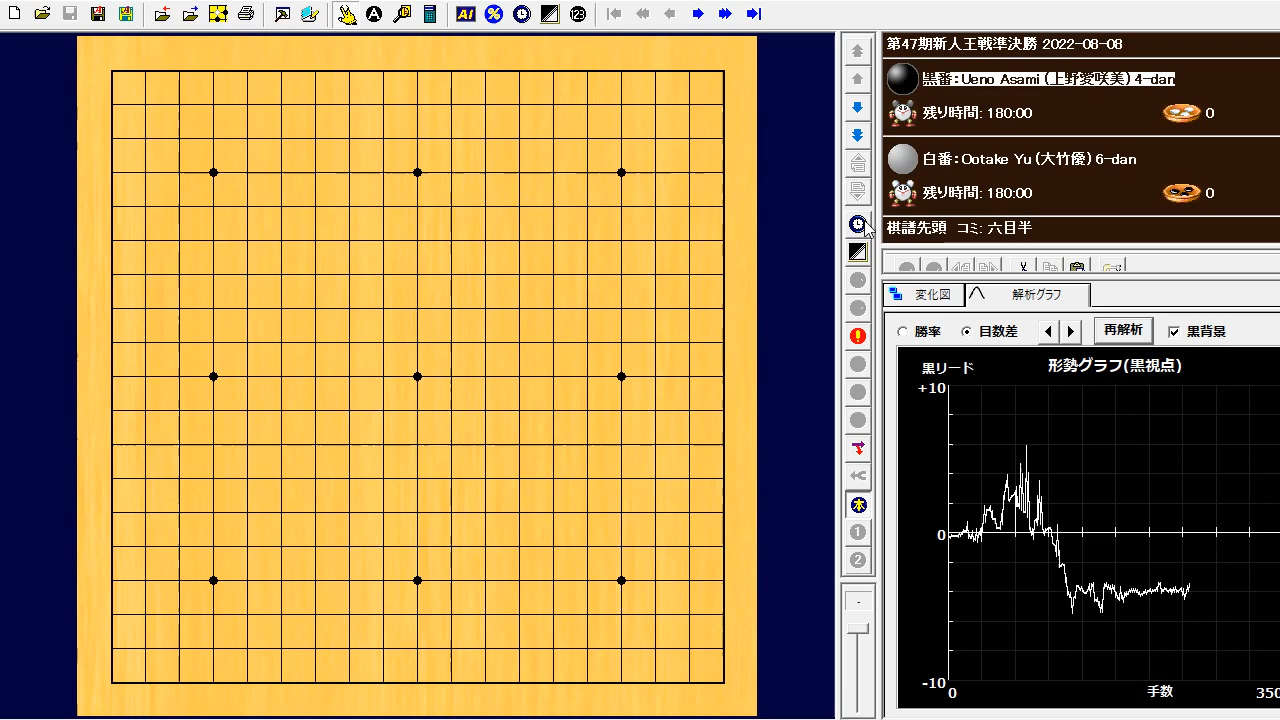 A
AI
%
123
第47期新人王戦準決勝 2022-08-08
黒番:Ueno Asami(上野愛咲美)4-dan
残り時間: 180:00
0
白番:Ootake Yu(大竹優)6-dan
残り時間: 180:00
0
棋譜先頭 コミ: 六目半
変化図
解析グラフ
勝率
目数差
再解析
黒背景
黒リード
形勢グラフ(黒視点)
+10
0
-10
0
手数
350
1
2
-